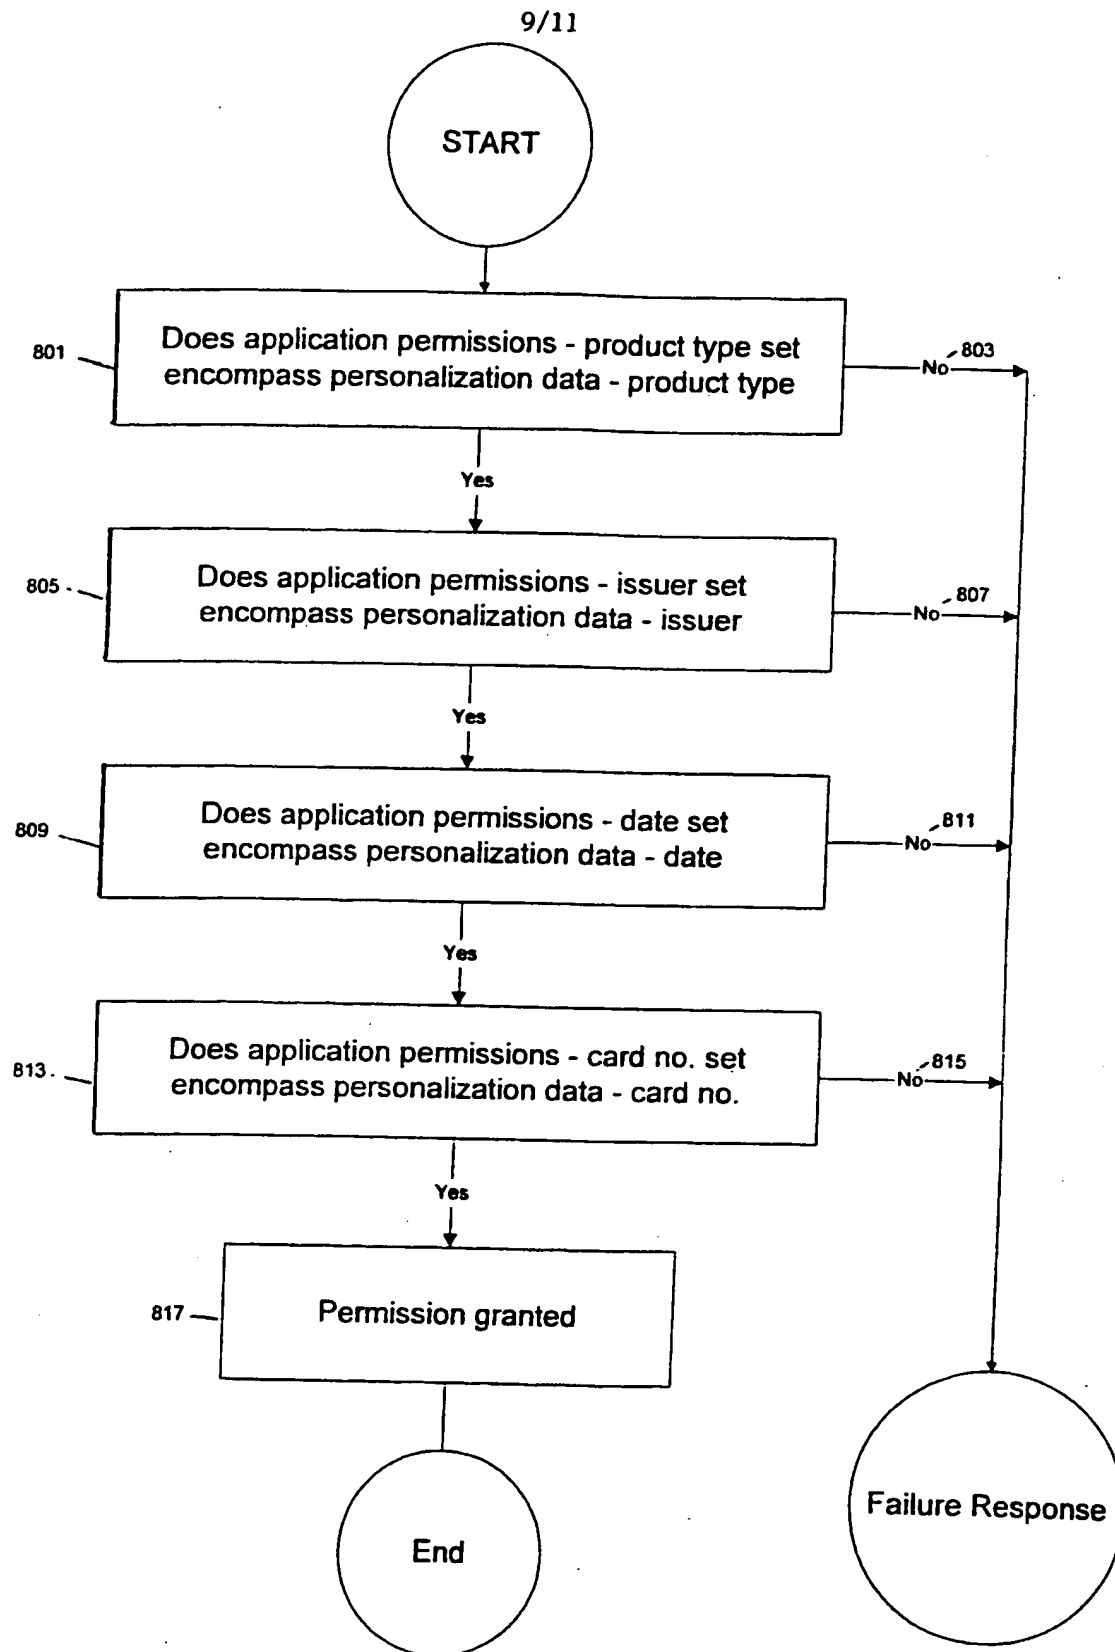 9/11
START
801
Does application permissions - product type set
encompass personalization data - product type
No
803
Yes
805
Does application permissions - issuer set
encompass personalization data - issuer
No
807
Yes
809
Does application permissions - date set
encompass personalization data - date
No
811
Yes
813
Does application permissions - card no. set
encompass personalization data - card no.
No
815
Yes
817
Permission granted
Failure Response
End